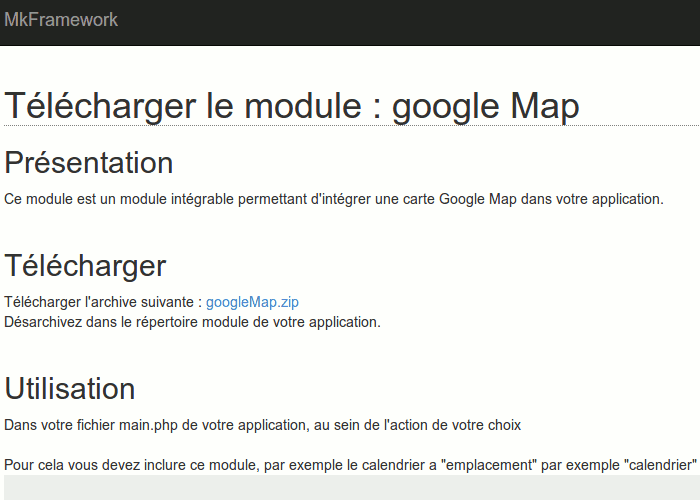 MkFramework
Télécharger le module : google Map
Présentation
Ce module est un module intégrable permettant d'intégrer une carte Google Map dans votre application.
Télécharger
Télécharger l'archive suivante : googleMap.zip
Désarchivez dans le répertoire module de votre application.
Utilisation
Dans votre fichier main.php de votre application, au sein de l'action de votre choix
Pour cela vous devez inclure ce module, par exemple le calendrier a "emplacement" par exemple "calendrier"